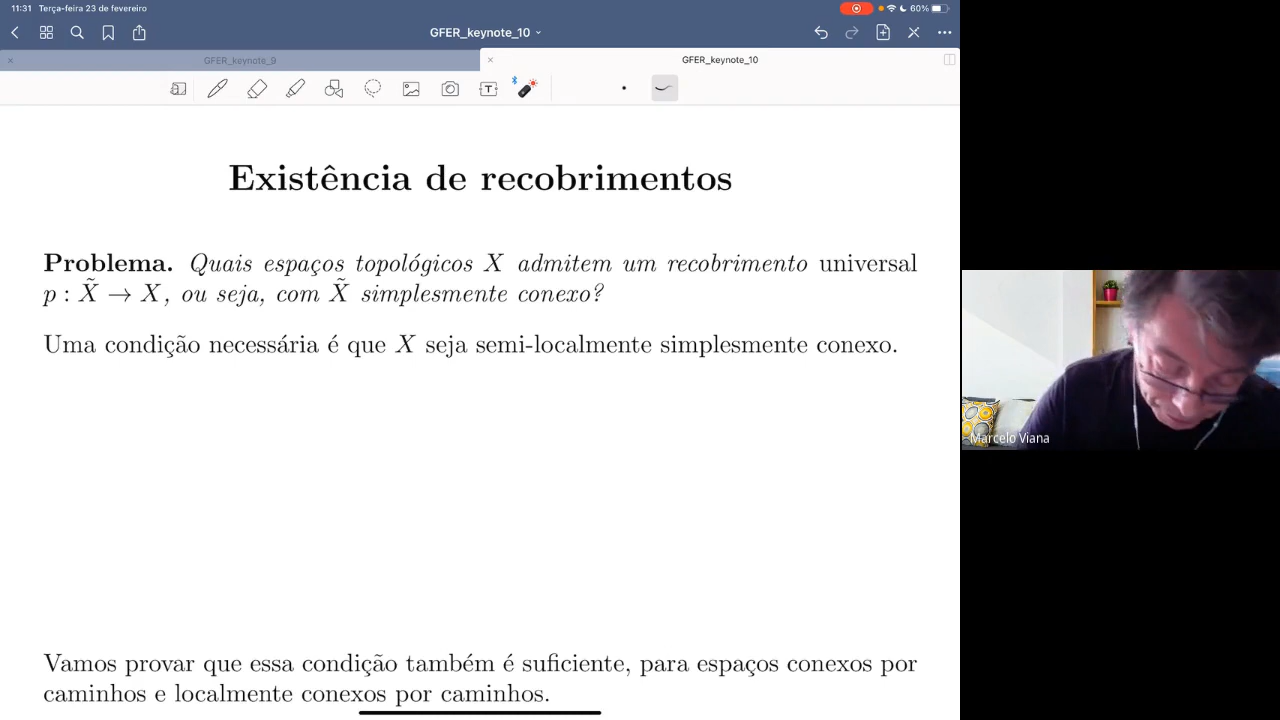 11:31 Terça-feira 23 de fevereiro
60%
GFER_keynote_10
GFER_keynote_9
GFER_keynote_10
T
Existência de recobrimentos
Problema. Quais espaços topológicos X admitem um recobrimento universal
p : X̃ → X, ou seja, com X̃ simplesmente conexo?
Uma condição necessária é que X seja semi-localmente simplesmente conexo.
Marcelo Viana
Vamos provar que essa condição também é suficiente, para espaços conexos por
caminhos e localmente conexos por caminhos.